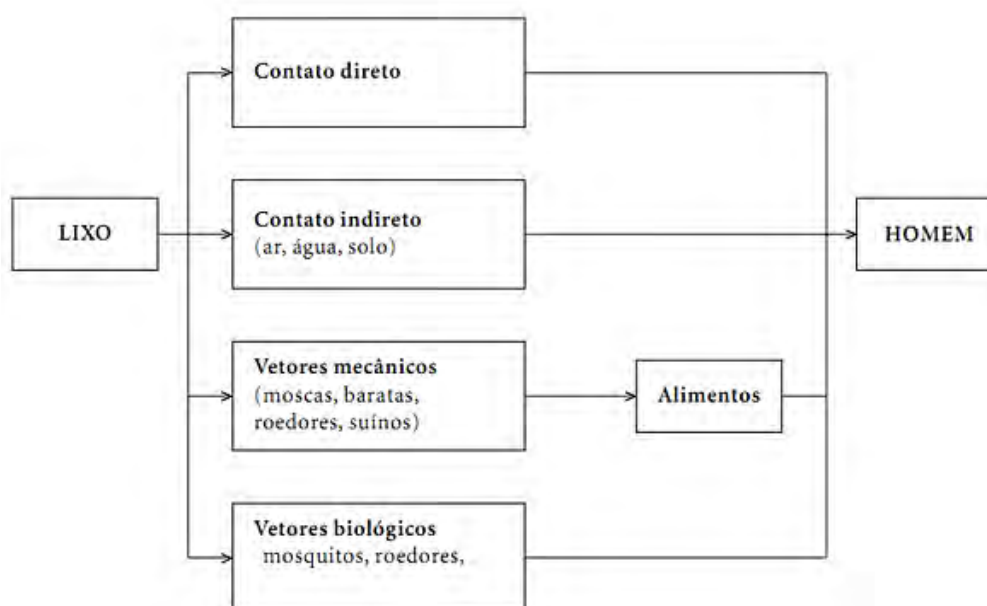 Contato direto
LIXO
Contato indireto
(ar, água, solo)
HOMEM
Vetores mecânicos
(moscas, baratas,
roedores, suínos)
Alimentos
Vetores biológicos
mosquitos, roedores,